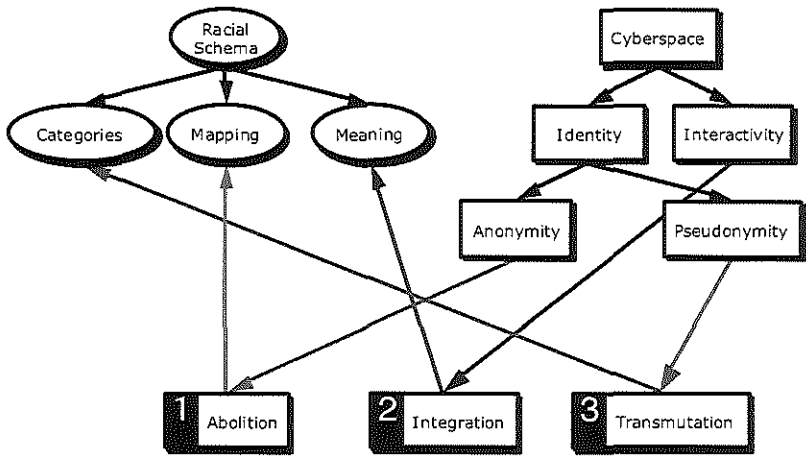 Racial
Schema
Cyberspace
Categories
Mapping
Meaning
Identity
Interactivity
Anonymity
Pseudonymity
1 Abolition
2 Integration
3 Transmutation